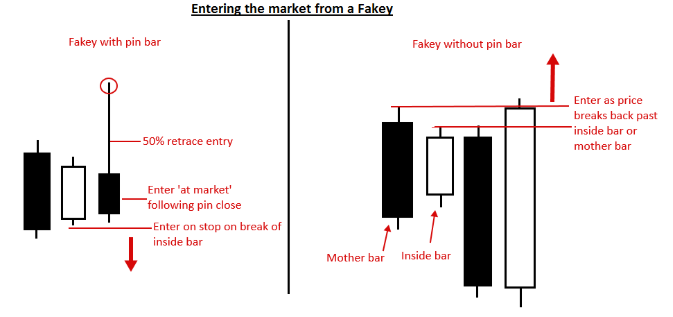 Entering the market from a Fakey
Fakey with pin bar
50% retrace entry
Enter 'at market'
following pin close
Enter on stop on break of
inside bar
Fakey without pin bar
Enter as price
breaks back past
inside bar or
mother bar
Mother bar
Inside bar